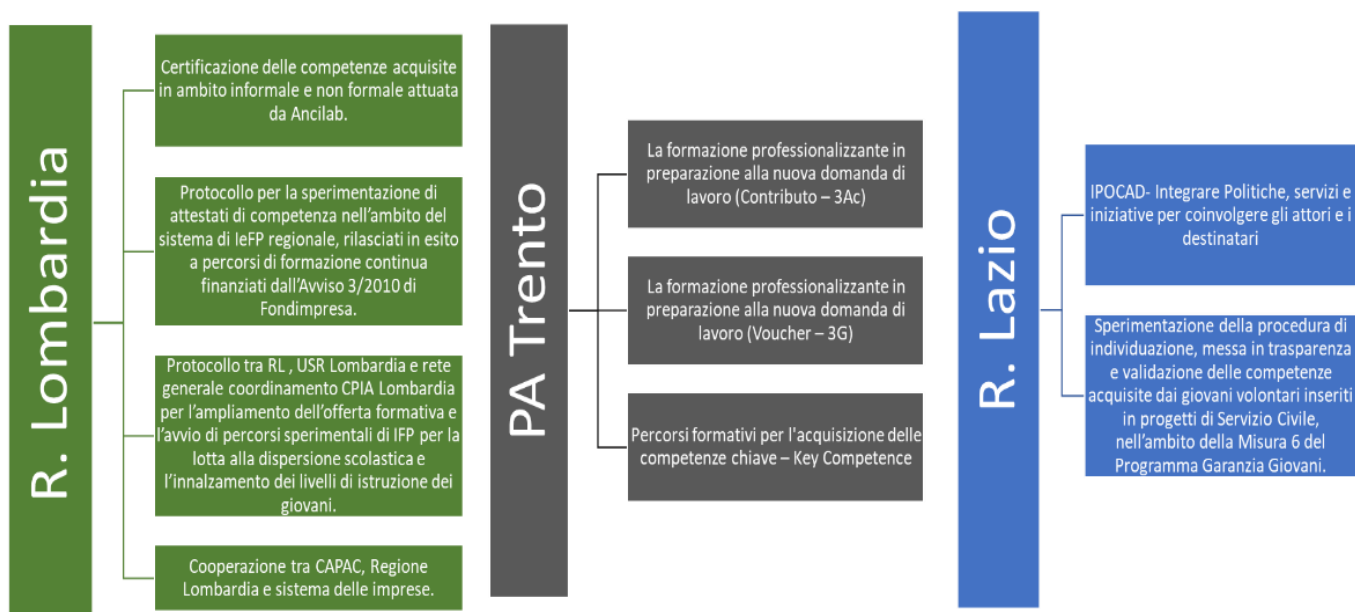 R. Lombardia
Certificazione delle competenze acquisite
in ambito informale e non formale attuata
da Ancilab.
Protocollo per la sperimentazione di
attestati di competenza nell'ambito del
sistema di IeFP regionale, rilasciati in esito
a percorsi di formazione continua
finanziati dall'Avviso 3/2010 di
Fondimpresa.
Protocollo tra RL , USR Lombardia e rete
generale coordinamento CPIA Lombardia
per l'ampliamento dell'offerta formativa e
l'avvio di percorsi sperimentali di IFP per la
lotta alla dispersione scolastica e
l'innalzamento dei livelli di istruzione dei
giovani.
Cooperazione tra CAPAC, Regione
Lombardia e sistema delle imprese.
PA Trento
La formazione professionalizzante in
preparazione alla nuova domanda di
lavoro (Contributo – 3Ac)
La formazione professionalizzante in
preparazione alla nuova domanda di
lavoro (Voucher – 3G)
Percorsi formativi per l'acquisizione delle
competenze chiave – Key Competence
R. Lazio
IPOCAD- Integrare Politiche, servizi e
iniziative per coinvolgere gli attori e i
destinatari
Sperimentazione della procedura di
individuazione, messa in trasparenza
e validazione delle competenze
acquisite dai giovani volontari inseriti
in progetti di Servizio Civile,
nell'ambito della Misura 6 del
Programma Garanzia Giovani.